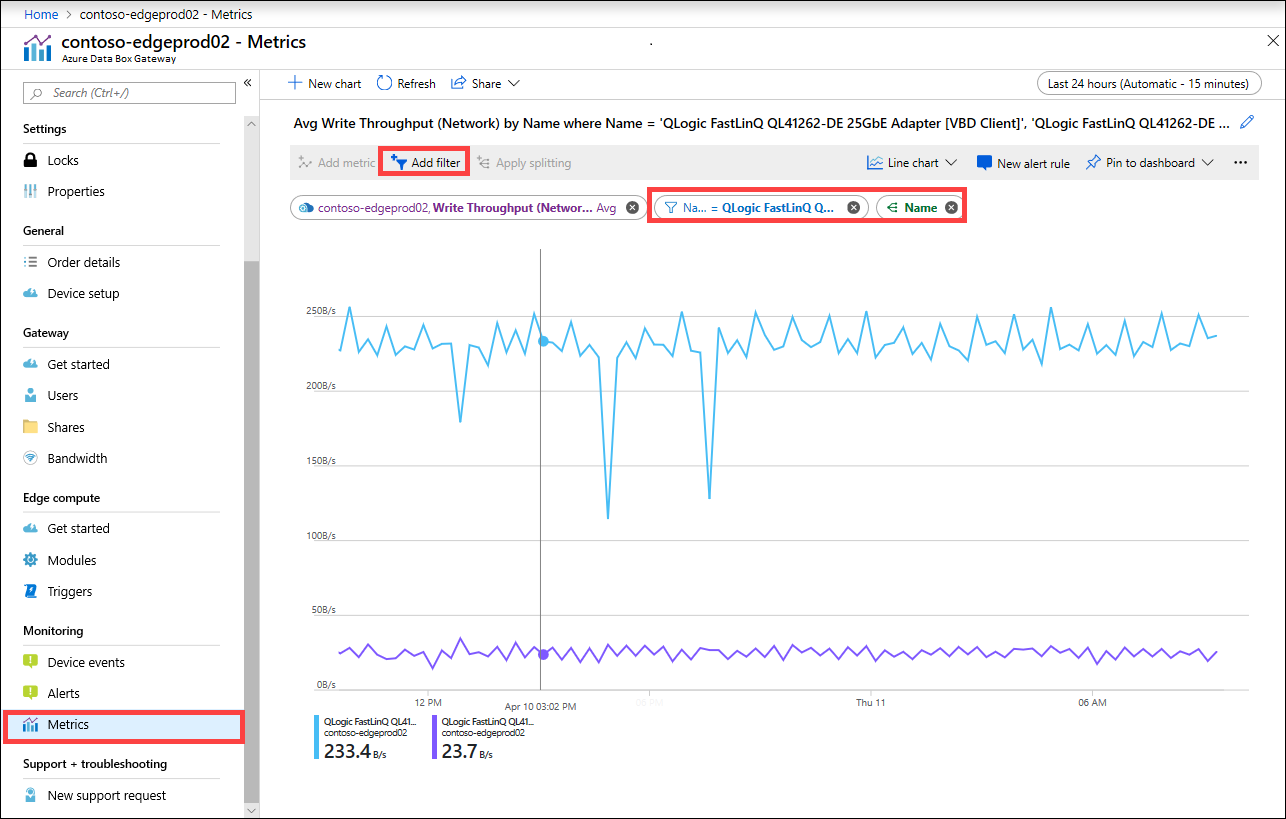 Home > contoso-edgeprod02 - Metrics
contoso-edgeprod02 - Metrics
Azure Data Box Gateway
Search (Ctrl+/)
Settings
Locks
Properties
General
Order details
Device setup
Gateway
Get started
Users
Shares
Bandwidth
Edge compute
Get started
Modules
Triggers
Monitoring
Device events
Alerts
Metrics
Support + troubleshooting
New support request
New chart Refresh Share
Last 24 hours (Automatic - 15 minutes)
Avg Write Throughput (Network) by Name where Name = 'QLogic FastLinQ QL41262-DE 25GbE Adapter [VBD Client]', 'QLogic FastLinQ QL41262-DE ...
Add metric Add filter Apply splitting Line chart New alert rule Pin to dashboard ...
contoso-edgeprod02, Write Throughput (Networ... Avg Na... = QLogic FastLinQ Q... Name
250B/s
200B/s
150B/s
100B/s
50B/s
0B/s
12 PM Apr 10 03:02 PM 06 PM Thu 11 06 AM
QLogic FastLinQ QL41...
contoso-edgeprod02
233.4 B/s
QLogic FastLinQ QL41...
contoso-edgeprod02
23.7 B/s